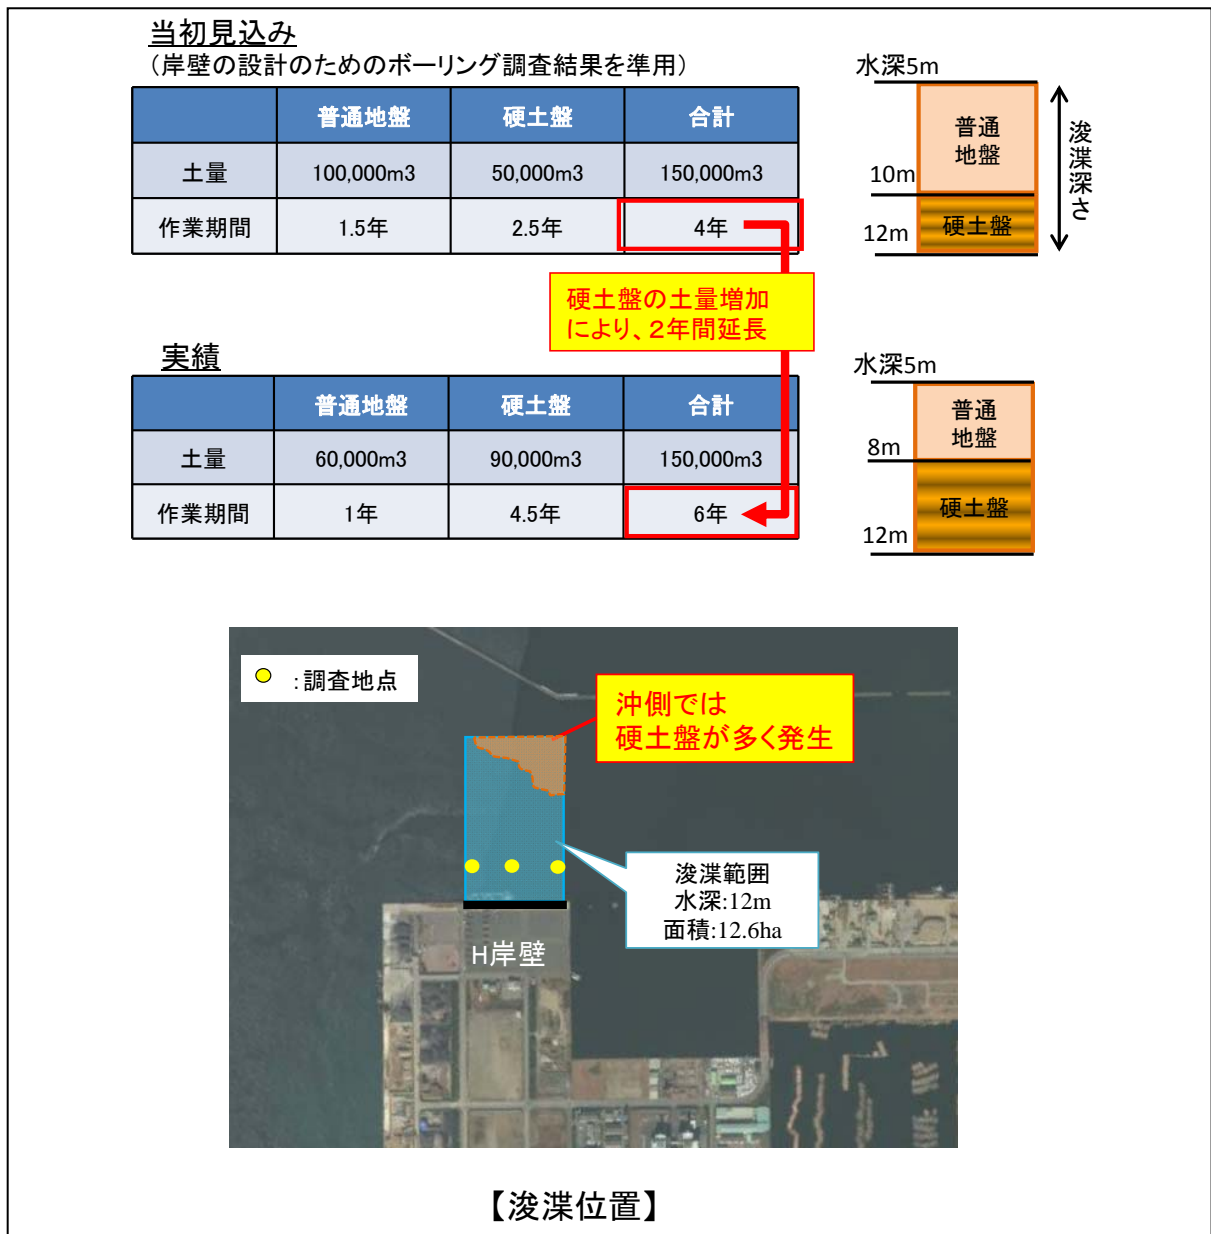 当初見込み
（岸壁の設計のためのボーリング調査結果を準用）
普通地盤 硬土盤 合計
土量 100,000m3 50,000m3 150,000m3
作業期間 1.5年 2.5年 4年
水深5m
普通
地盤
10m
硬土盤
12m
浚渫深さ
硬土盤の土量増加
により、２年間延長
実績
普通地盤 硬土盤 合計
土量 60,000m3 90,000m3 150,000m3
作業期間 1年 4.5年 6年
水深5m
普通
地盤
8m
硬土盤
12m
：調査地点
沖側では
硬土盤が多く発生
浚渫範囲
水深:12m
面積:12.6ha
H岸壁
【浚渫位置】